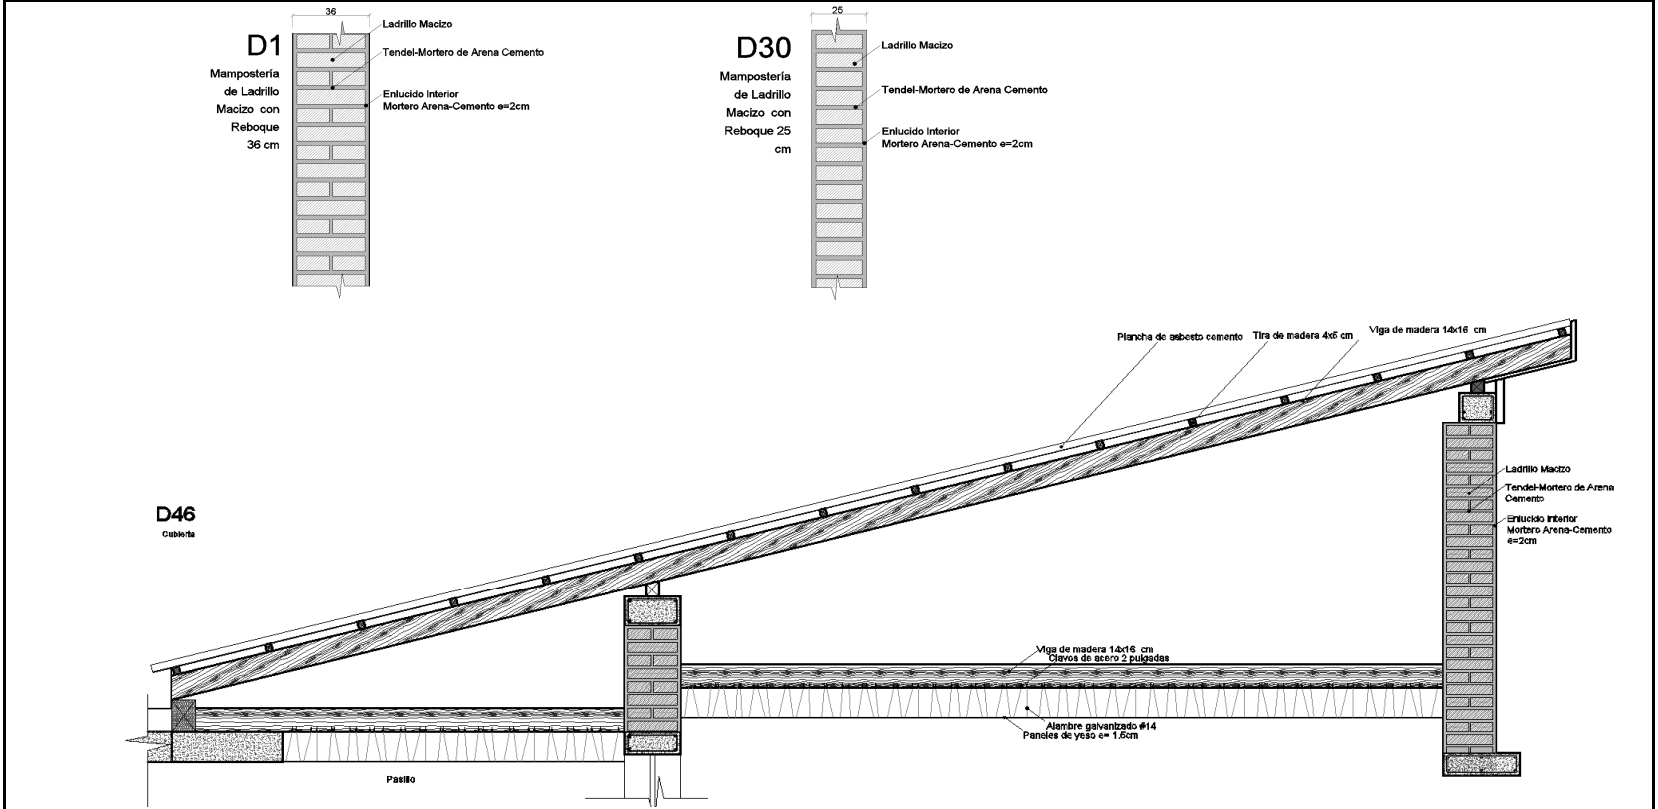 36
D1
Mampostería
de Ladrillo
Macizo con
Reboque
36 cm
Ladrillo Macizo
Tendel-Mortero de Arena Cemento
Enlucido Interior
Mortero Arena-Cemento e=2cm
25
D30
Mampostería
de Ladrillo
Macizo con
Reboque 25
cm
Ladrillo Macizo
Tendel-Mortero de Arena Cemento
Enlucido Interior
Mortero Arena-Cemento e=2cm
Plancha de asbesto cemento
Tira de madera 4x5 cm
Viga de madera 14x16 cm
D46
Cubierta
Ladrillo Macizo
Tendel-Mortero de Arena
Cemento
Enlucido Interior
Mortero Arena-Cemento
e=2cm
Viga de madera 14x16 cm
Clavos de acero 2 pulgadas
Alambre galvanizado #14
Paneles de yeso e= 1.5cm
Pasillo